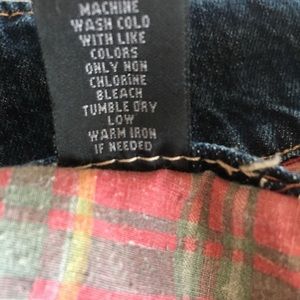 MACHINE
WASH COLD
WITH LIKE
COLORS
ONLY NON
CHLORINE
BLEACH
TUMBLE DRY
LOW
WARM IRON
IF NEEDED